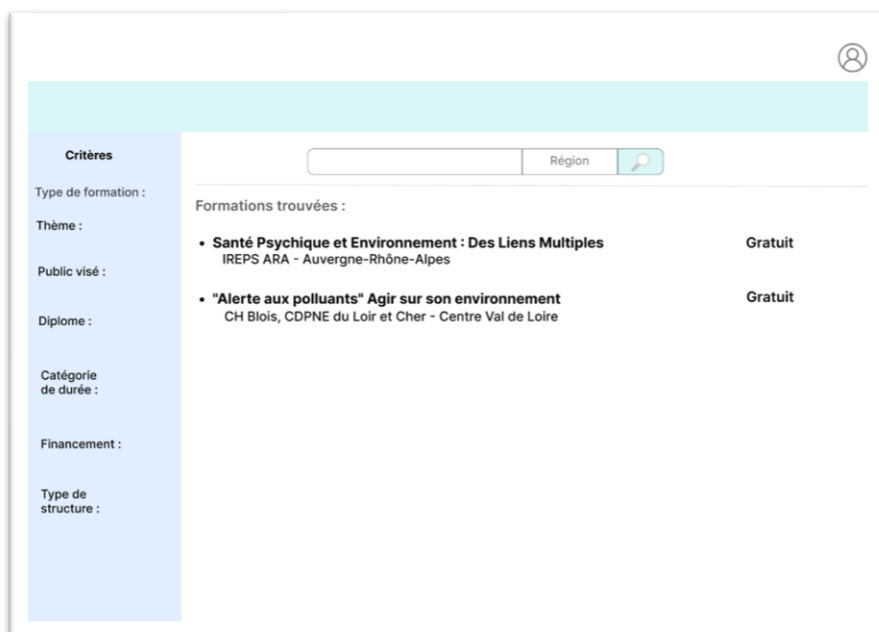 Critères
Type de formation :
Thème :
Public visé :
Diplome :
Catégorie
de durée :
Financement :
Type de
structure :
Région
Formations trouvées :
• Santé Psychique et Environnement : Des Liens Multiples Gratuit
IREPS ARA - Auvergne-Rhône-Alpes
• "Alerte aux polluants" Agir sur son environnement Gratuit
CH Blois, CDPNE du Loir et Cher - Centre Val de Loire